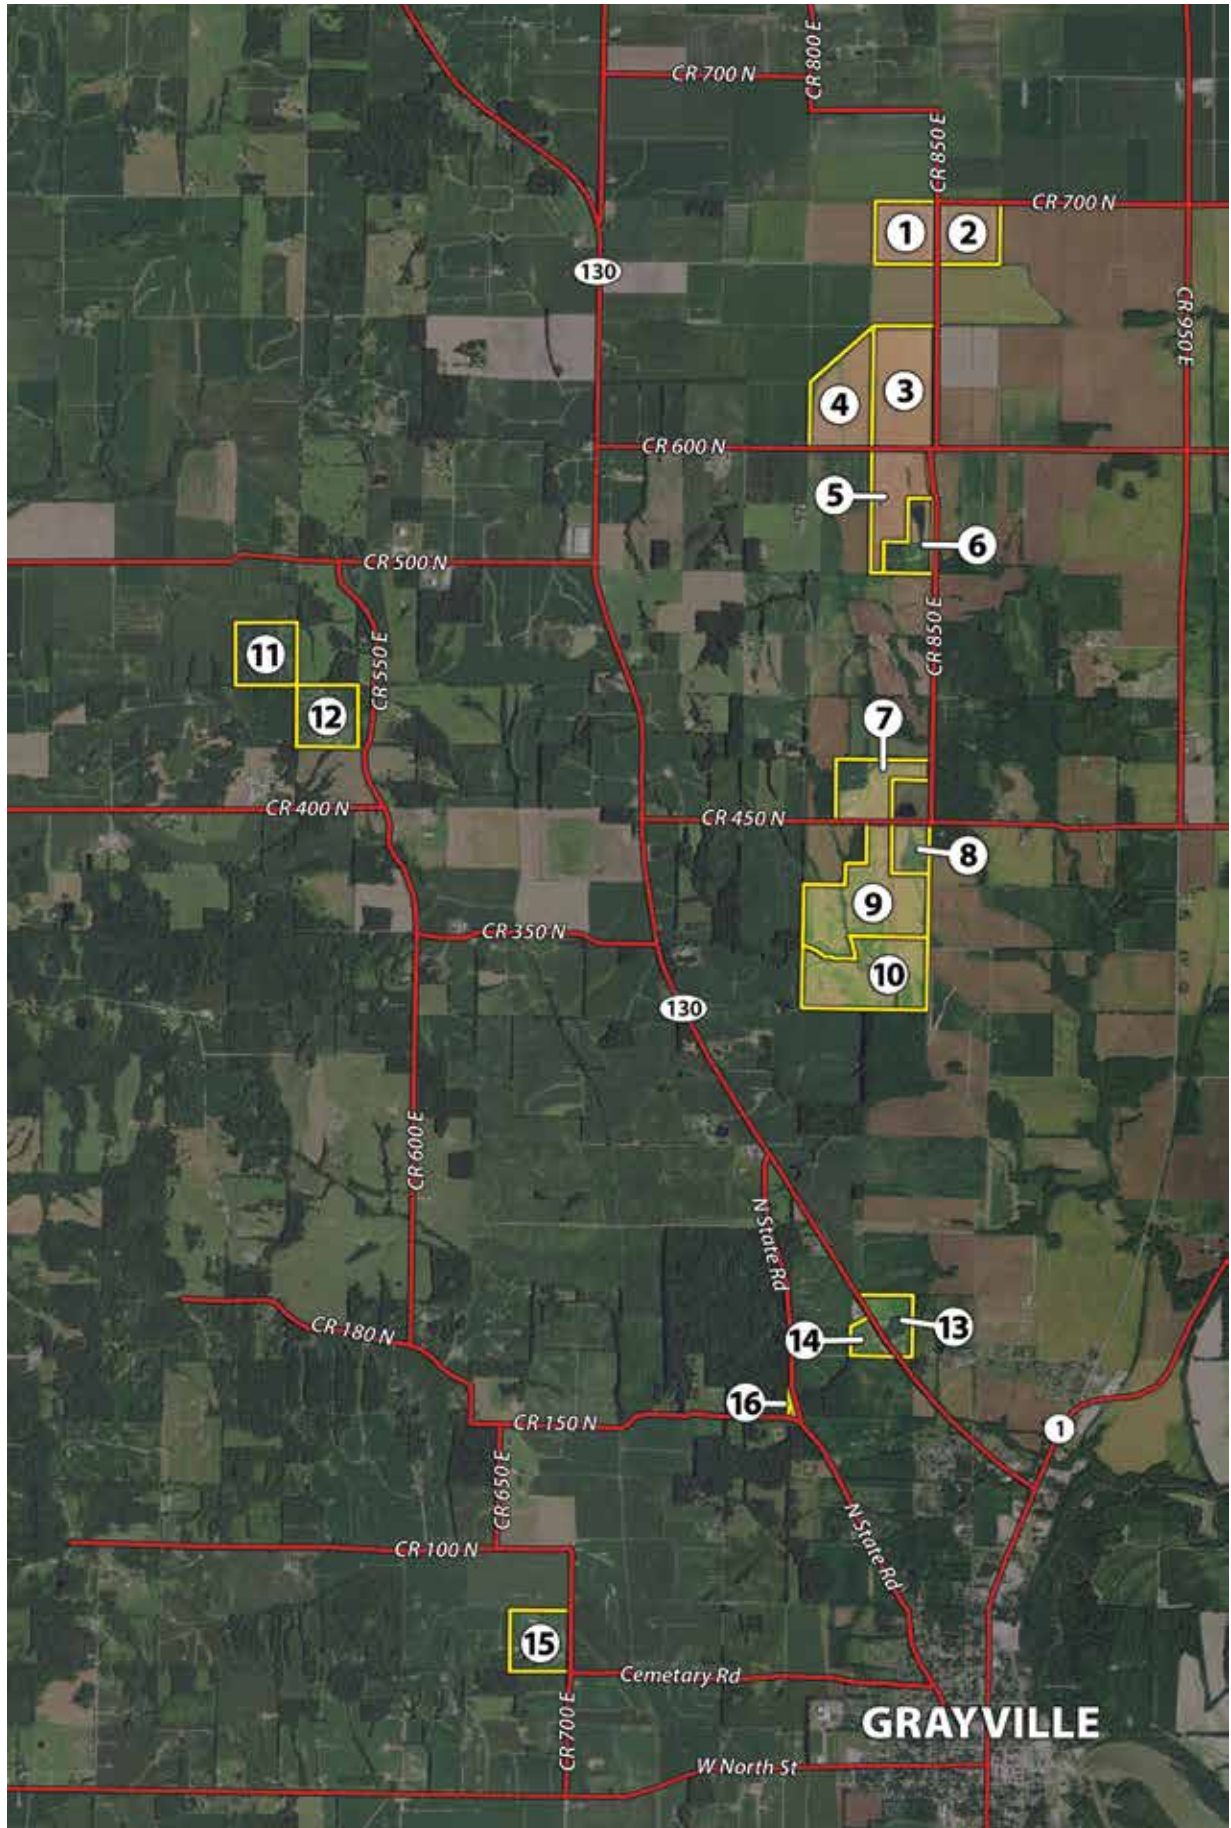 CR 800 E
CR 700 N
CR 850 E
CR 700 N
1
2
130
CR 950 E
3
4
CR 600 N
5
6
CR 500 N
CR 850 E
11
CR 550 E
12
7
CR 400 N
CR 450 N
8
9
CR 350 N
10
130
CR 600 E
N State Rd
13
14
CR 180 N
16
CR 150 N
1
CR 650 E
N State Rd
CR 100 N
15
Cemetary Rd
CR 700 E
GRAYVILLE
W North St